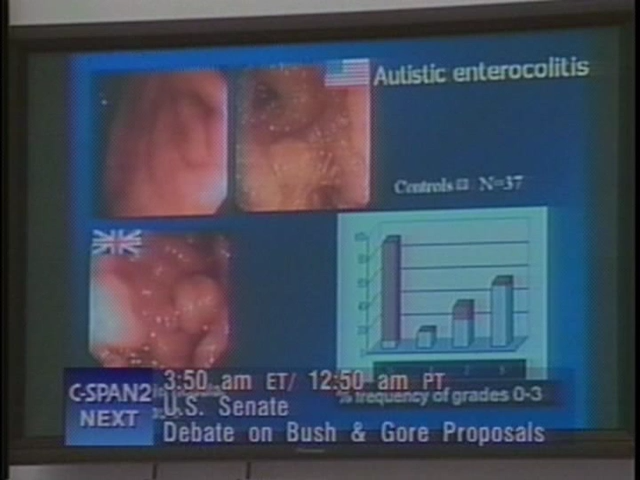 Autistic enterocolitis
Controls N=37
C-SPAN2
NEXT
3:50 am ET/ 12:50 am PT
U.S. Senate
Debate on Bush & Gore Proposals
% frequency of grades 0-3